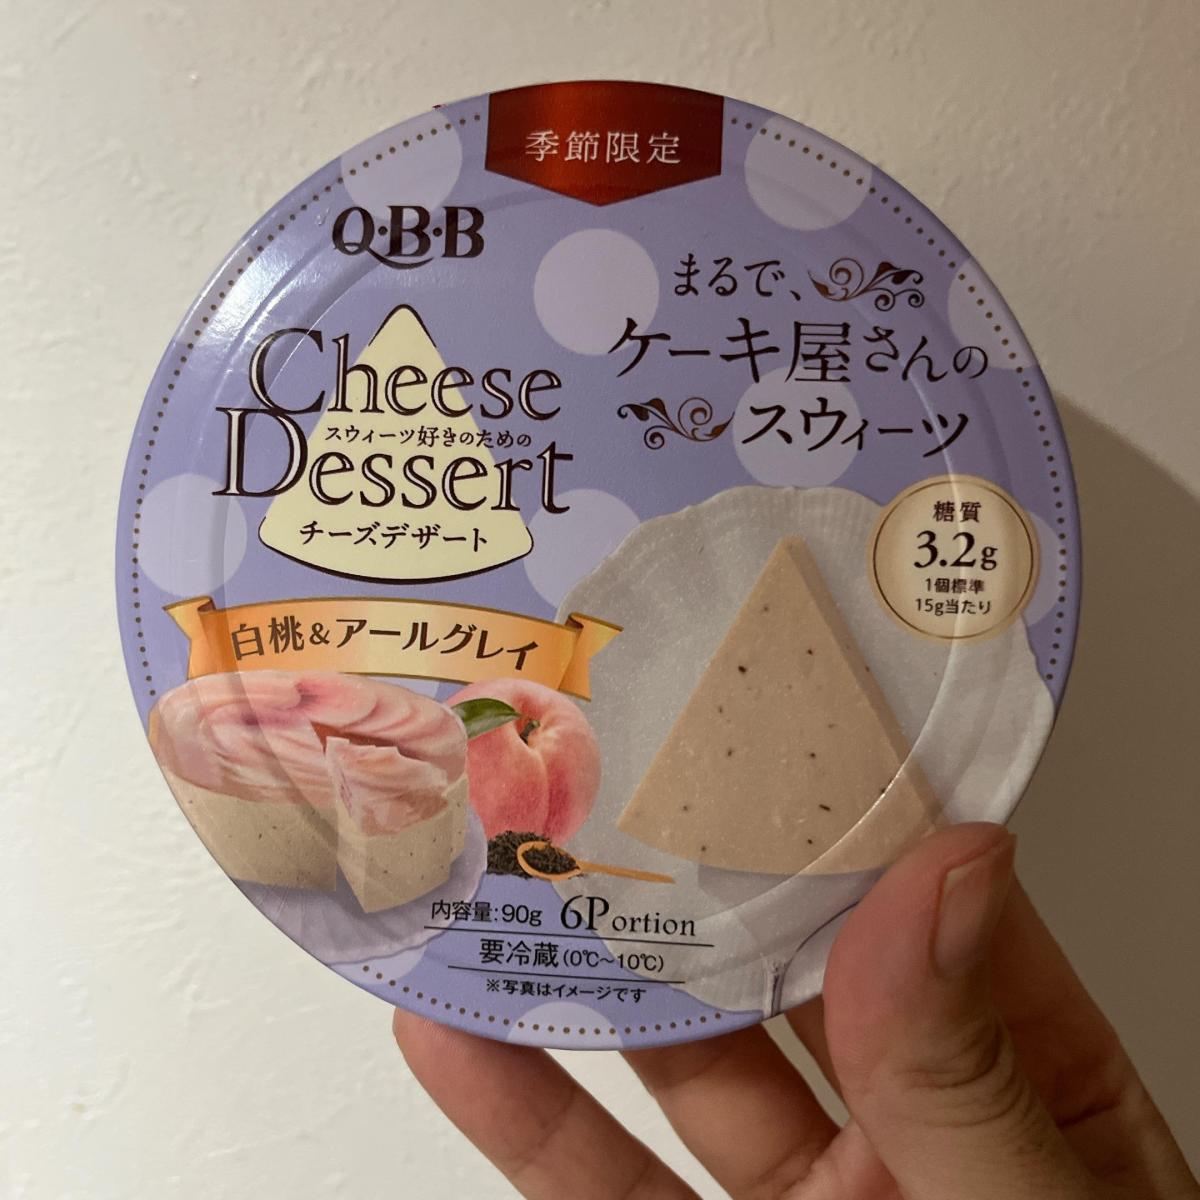 季節限定
Q·B·B
まるで、
ケーキ屋さんの
スウィーツ
Cheese
スウィーツ好きのための
Dessert
チーズデザート
糖質
3.2g
1個標準
15g当たり
白桃&アールグレイ
内容量:90g 6Portion
要冷蔵(0℃~10℃)
※写真はイメージです